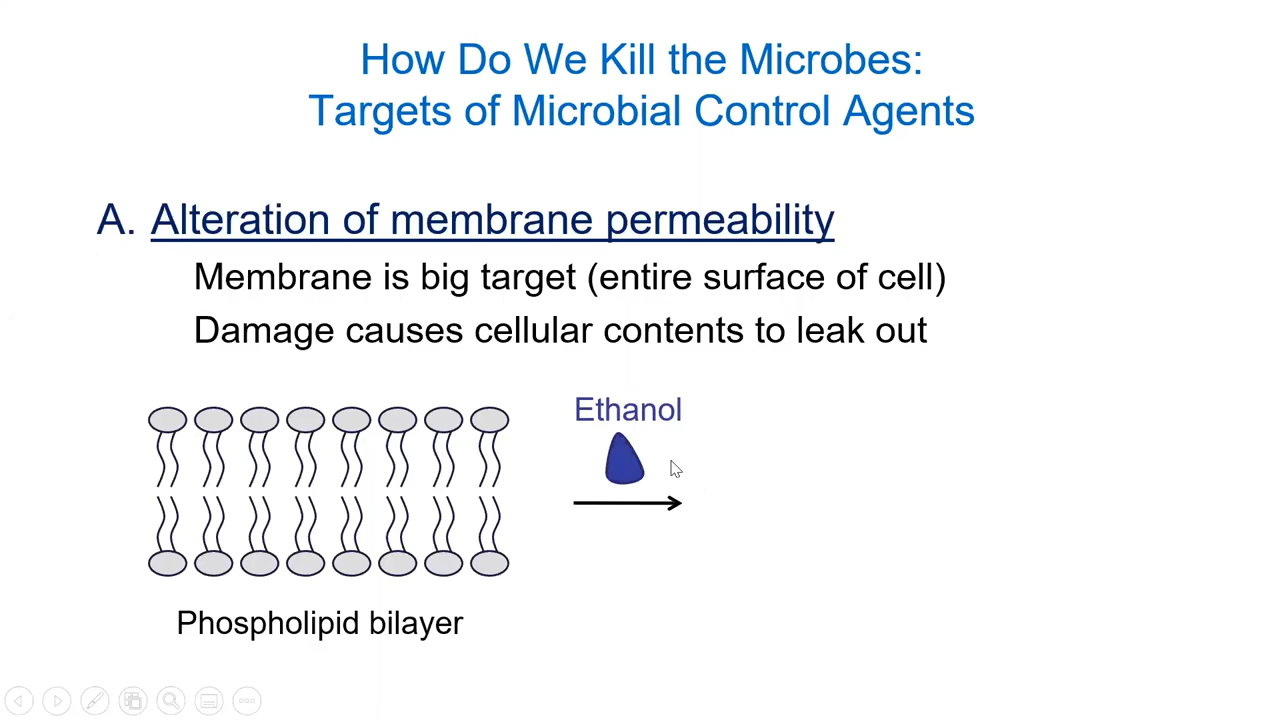 How Do We Kill the Microbes:
Targets of Microbial Control Agents
A. Alteration of membrane permeability
Membrane is big target (entire surface of cell)
Damage causes cellular contents to leak out
Ethanol
Phospholipid bilayer